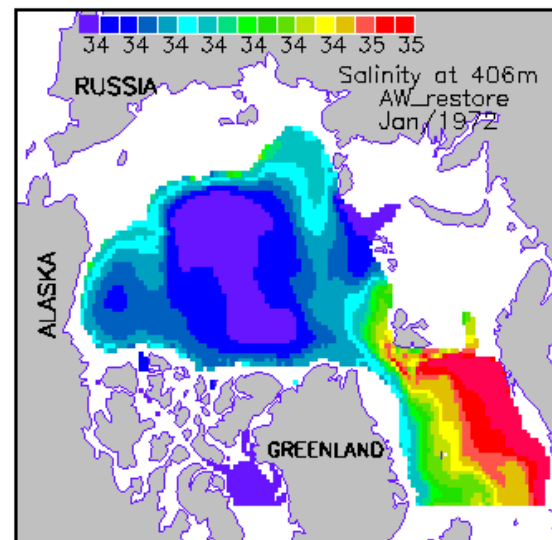 34 34 34 34 34 34 34 35 35
RUSSIA
Salinity at 406m
AW_restore
Jan/1972
ALASKA
GREENLAND